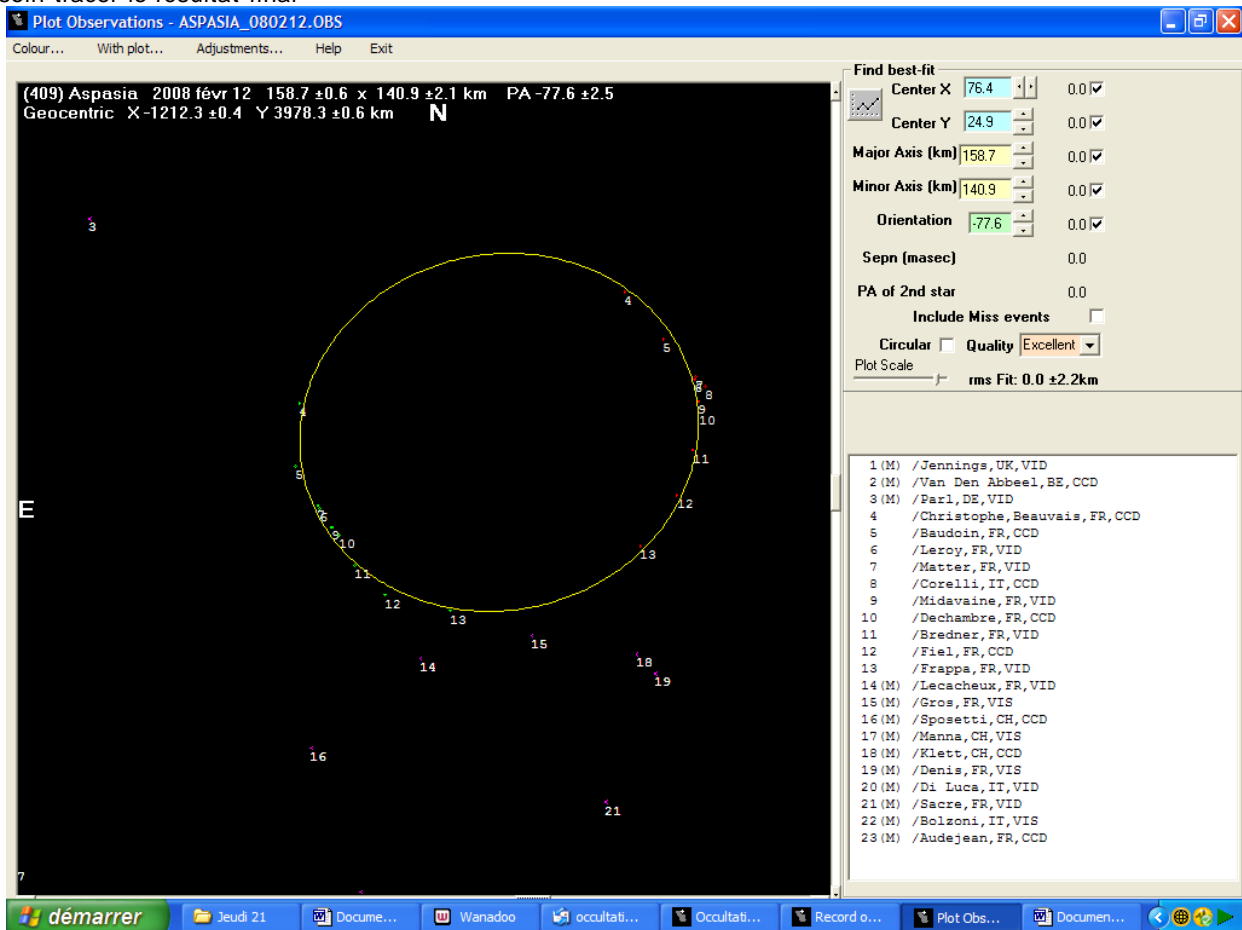 soin tracer le résultat final
Plot Observations - ASPASIA_080212.OBS
Colour... With plot... Adjustments... Help Exit
(409) Aspasia 2008 févr 12 158.7 ±0.6 x 140.9 ±2.1 km PA -77.6 ±2.5
Geocentric X -1212.3 ±0.4 Y 3978.3 ±0.6 km
N
E
3
4
5
8
9
10
11
12
13
4
5
9
10
11
12
13
14
15
18
19
16
21
7
Find best-fit
Center X 76.4 0.0
Center Y 24.9 0.0
Major Axis (km) 158.7 0.0
Minor Axis (km) 140.9 0.0
Orientation -77.6 0.0
Sepn (masec) 0.0
PA of 2nd star 0.0
Include Miss events
Circular Quality Excellent
Plot Scale
rms Fit: 0.0 ±2.2km
1(M) /Jennings,UK,VID
2(M) /Van Den Abbeel,BE,CCD
3(M) /Parl,DE,VID
4 /Christophe,Beauvais,FR,CCD
5 /Baudoin,FR,CCD
6 /Leroy,FR,VID
7 /Matter,FR,VID
8 /Corelli,IT,CCD
9 /Midavaine,FR,VID
10 /Dechambre,FR,CCD
11 /Bredner,FR,VID
12 /Fiel,FR,CCD
13 /Frappa,FR,VID
14(M) /Lecacheux,FR,VID
15(M) /Gros,FR,VIS
16(M) /Sposetti,CH,CCD
17(M) /Manna,CH,VIS
18(M) /Klett,CH,CCD
19(M) /Denis,FR,VIS
20(M) /Di Luca,IT,VID
21(M) /Sacre,FR,VID
22(M) /Bolzoni,IT,VIS
23(M) /Audejean,FR,CCD
démarrer Jeudi 21 Docume... Wanadoo occultati... Occultati... Record o... Plot Obs... Documen...